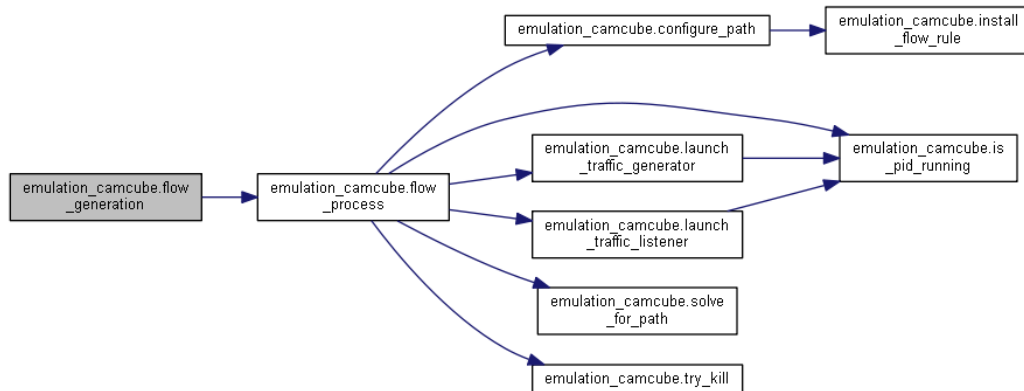 emulation_camcube.flow
_generation
emulation_camcube.flow
_process
emulation_camcube.configure_path
emulation_camcube.install
_flow_rule
emulation_camcube.launch
_traffic_generator
emulation_camcube.is
_pid_running
emulation_camcube.launch
_traffic_listener
emulation_camcube.solve
_for_path
emulation_camcube.try_kill